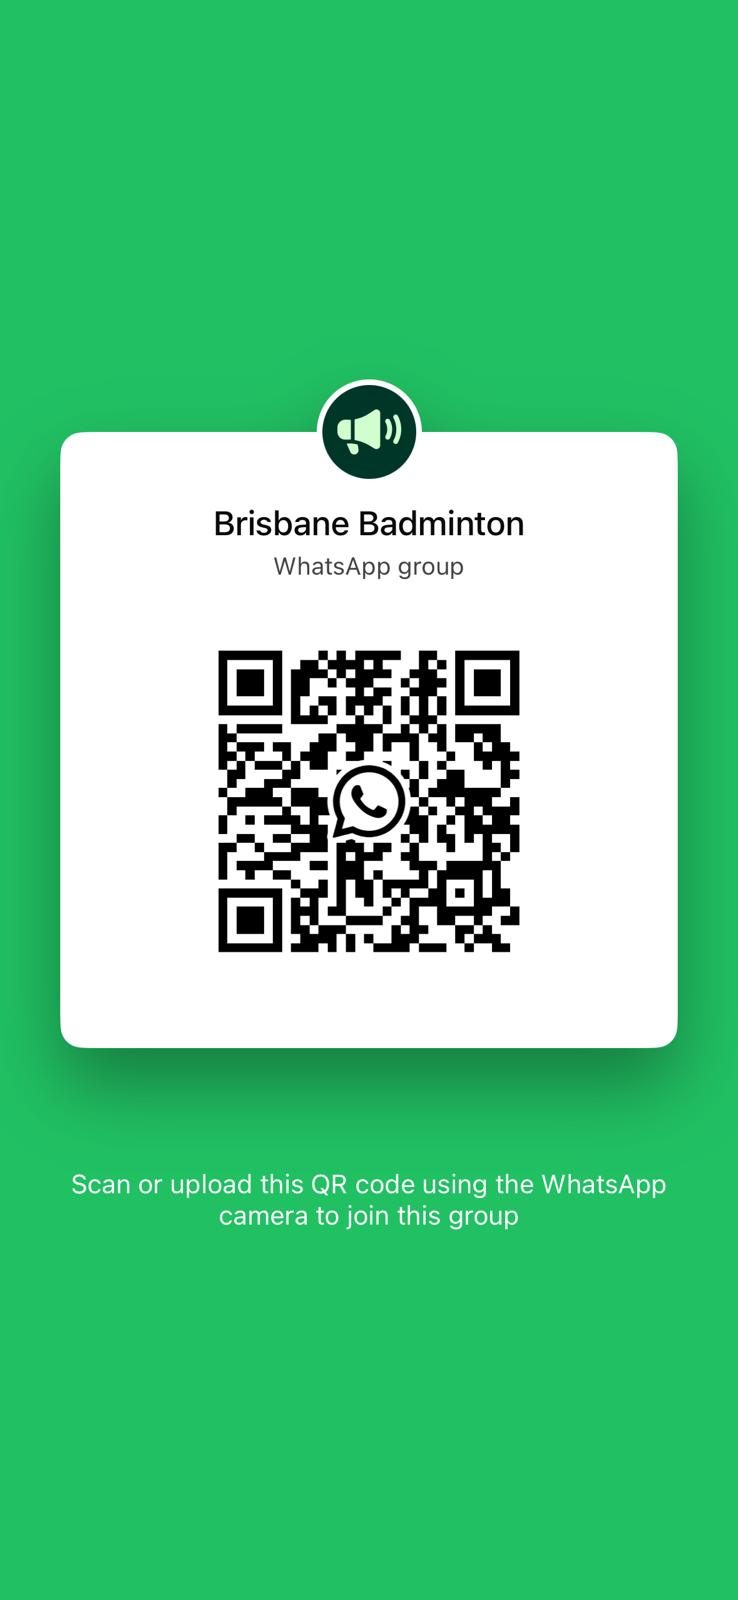 Brisbane Badminton
WhatsApp group
Scan or upload this QR code using the WhatsApp
camera to join this group